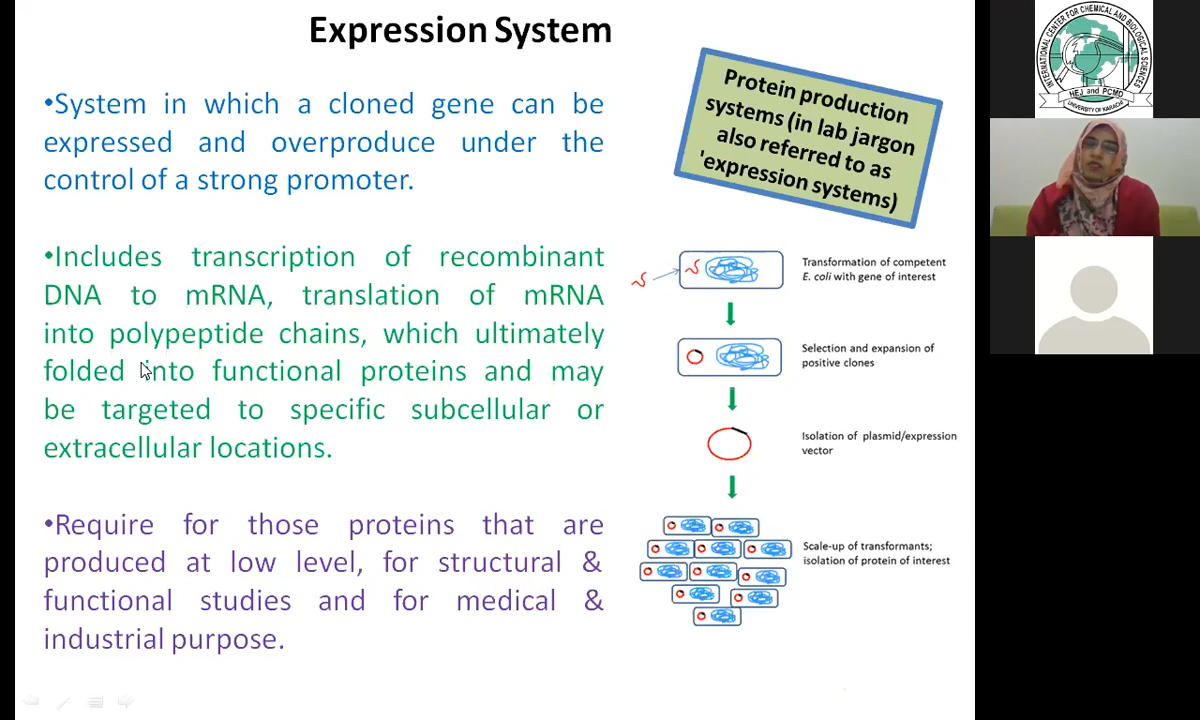 Expression System
•System in which a cloned gene can be
expressed and overproduce under the
control of a strong promoter.
•Includes transcription of recombinant
DNA to mRNA, translation of mRNA
into polypeptide chains, which ultimately
folded into functional proteins and may
be targeted to specific subcellular or
extracellular locations.
•Require for those proteins that are
produced at low level, for structural &
functional studies and for medical &
industrial purpose.
Protein production
systems (in lab jargon
also referred to as
'expression systems)
Transformation of competent
E. coli with gene of interest
Selection and expansion of
positive clones
Isolation of plasmid/expression
vector
Scale-up of transformants;
isolation of protein of interest
INTERNATIONAL CENTER FOR CHEMICAL AND BIOLOGICAL SCIENCES
HEJ and PCMD
UNIVERSITY OF KARACHI